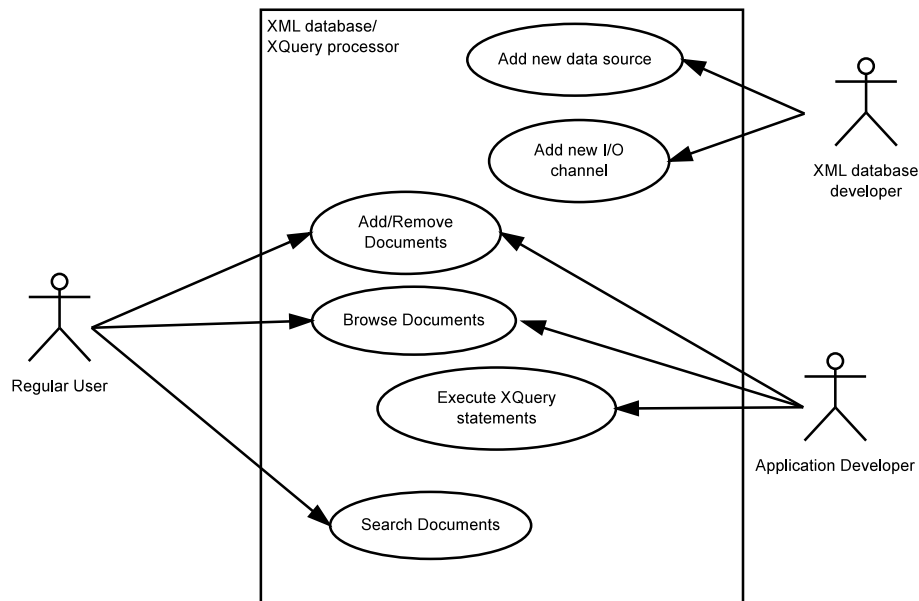 XML database/
XQuery processor
Add new data source
Add new I/O
channel
XML database
developer
Add/Remove
Documents
Browse Documents
Regular User
Execute XQuery
statements
Application Developer
Search Documents